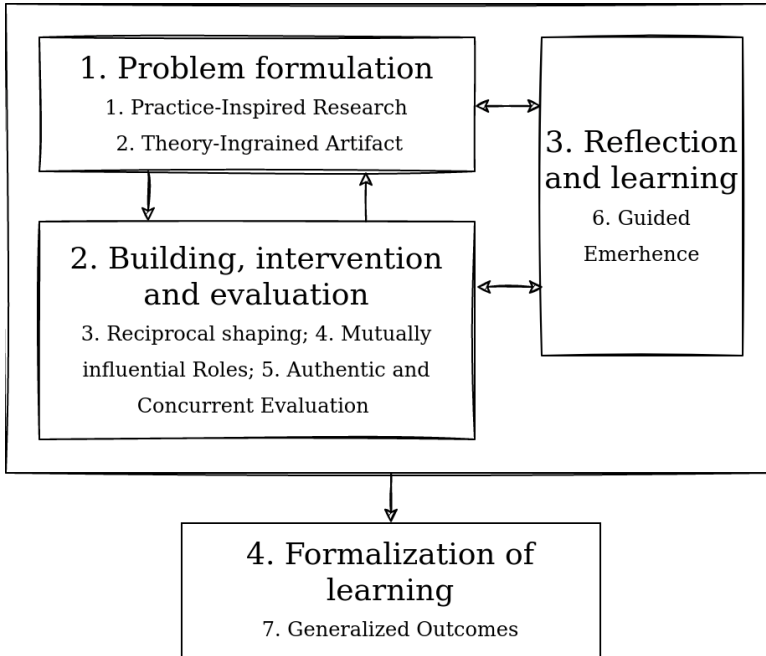 1. Problem formulation
1. Practice-Inspired Research
2. Theory-Ingrained Artifact
2. Building, intervention
and evaluation
3. Reciprocal shaping; 4. Mutually
influential Roles; 5. Authentic and
Concurrent Evaluation
3. Reflection
and learning
6. Guided
Emerhence
4. Formalization of
learning
7. Generalized Outcomes